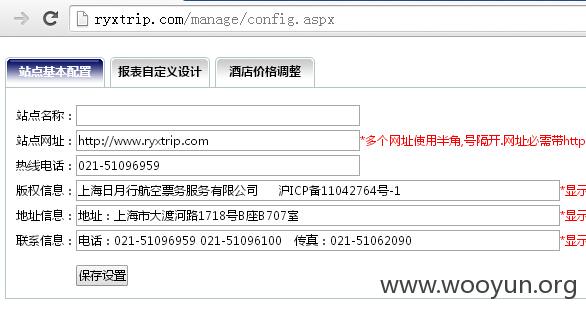 ryxtrip.com/manage/config.aspx
站点基本配置 报表自定义设计 酒店价格调整
站点名称：
站点网址： http://www.ryxtrip.com *多个网址使用半角,号隔开.网址必需带http
热线电话： 021-51096959
版权信息： 上海日月行航空票务服务有限公司 沪ICP备11042764号-1 *显示
地址信息： 地址：上海市大渡河路1718号B座B707室 *显示
联系信息： 电话：021-51096959 021-51096100 传真：021-51062090 *显示
保存设置
www.wooyun.org